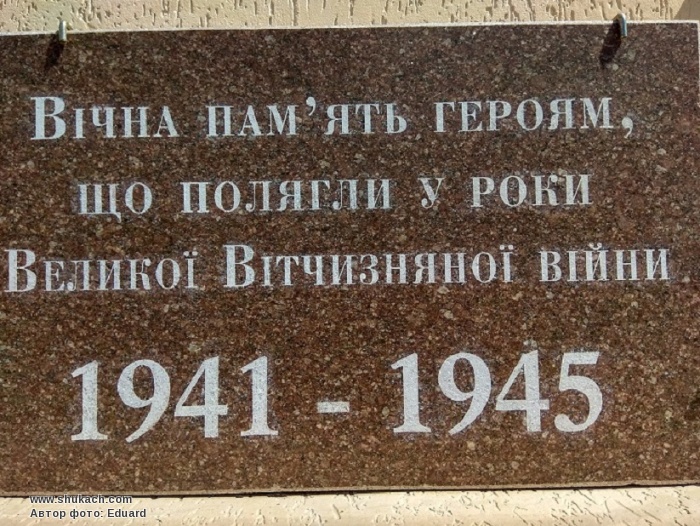 Вічна пам’ять героям,
що полягли у роки
Великої Вітчизняної війни
1941 - 1945
www.shukach.com
Автор фото: Eduard